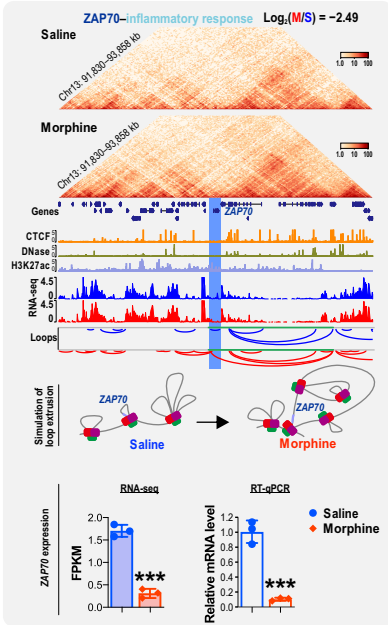 ZAP70–inflammatory response Log₂(M/S) = −2.49
Saline
Chr13: 91,830–93,858 kb
1.0 10 100
Morphine
Chr13: 91,830–93,858 kb
1.0 10 100
Genes
ZAP70
CTCF
DNase
H3K27ac
RNA-seq
4.5
0
4.5
0
Loops
Simulation of
loop extrusion
ZAP70
Saline
ZAP70
Morphine
ZAP70 expression
RNA-seq
FPKM
2.0
1.5
1.0
0.5
0.0
***
RT-qPCR
Relative mRNA level
1.2
1.0
0.8
0.6
0.4
0.2
0.0
***
Saline
Morphine